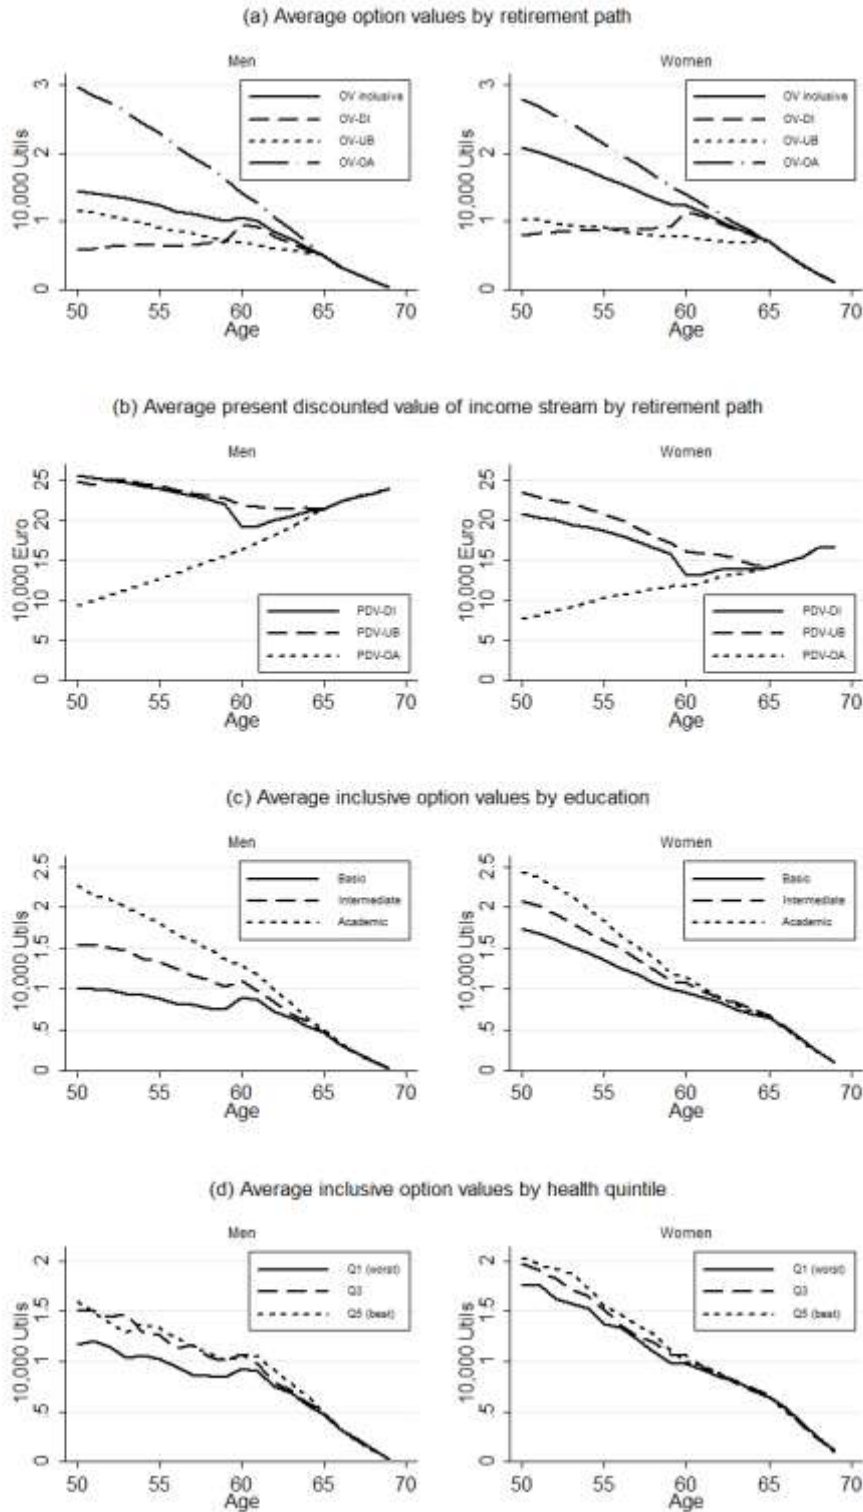 (a) Average option values by retirement path
Men
Women
10,000 Utils
0
1
2
3
OV inclusive
OV-DI
OV-UB
OV-OA
50 55 60 65 70
Age
10,000 Utils
0
1
2
3
OV inclusive
OV-DI
OV-UB
OV-OA
50 55 60 65 70
Age
(b) Average present discounted value of income stream by retirement path
Men
Women
10,000 Euro
0
5
10
15
20
25
PDV-DI
PDV-UB
PDV-OA
50 55 60 65 70
Age
10,000 Euro
0
5
10
15
20
25
PDV-DI
PDV-UB
PDV-OA
50 55 60 65 70
Age
(c) Average inclusive option values by education
Men
Women
10,000 Utils
0
.5
1
1.5
2
2.5
Basic
Intermediate
Academic
50 55 60 65 70
Age
10,000 Utils
0
.5
1
1.5
2
2.5
Basic
Intermediate
Academic
50 55 60 65 70
Age
(d) Average inclusive option values by health quintile
Men
Women
10,000 Utils
0
.5
1
1.5
2
Q1 (worst)
Q3
Q5 (best)
50 55 60 65 70
Age
10,000 Utils
0
.5
1
1.5
2
Q1 (worst)
Q3
Q5 (best)
50 55 60 65 70
Age